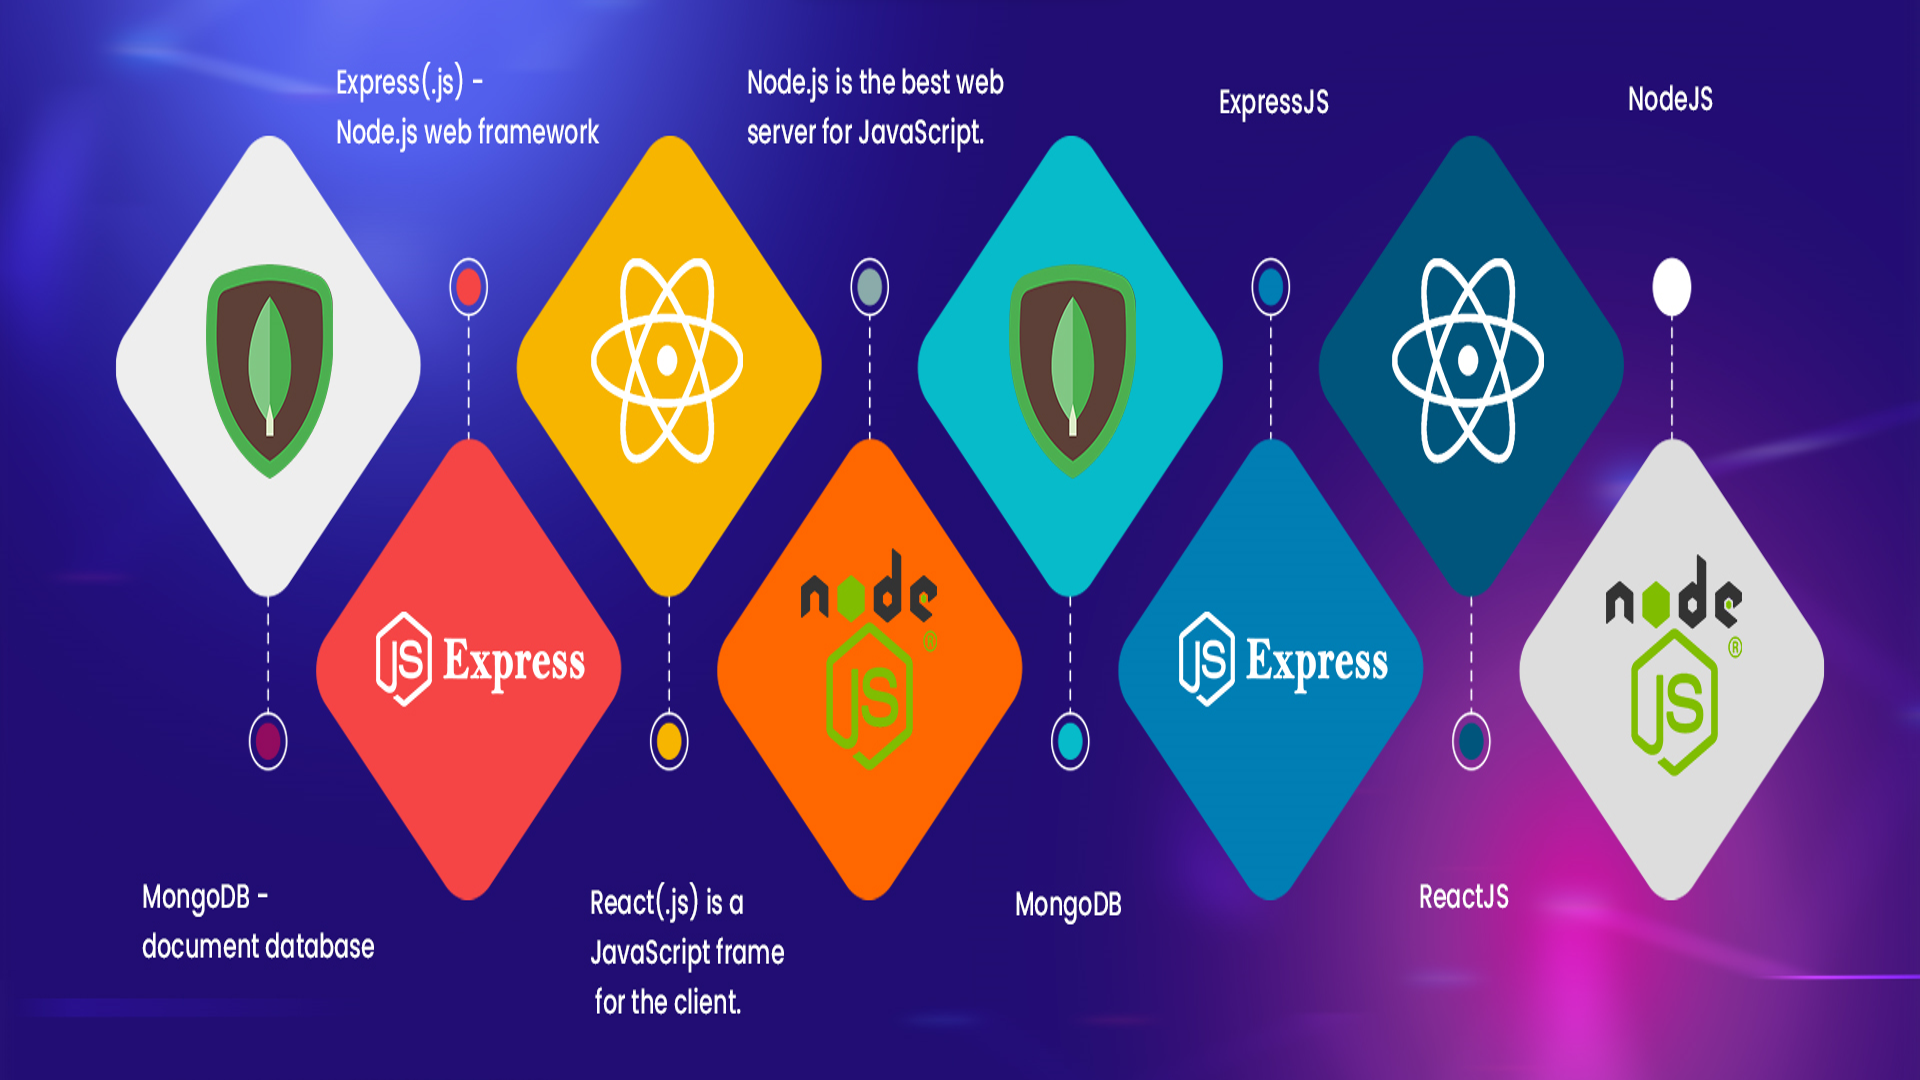 Express(.js) -
Node.js web framework
Node.js is the best web
server for JavaScript.
ExpressJS
NodeJS
JS Express
node
®
JS
JS Express
node
®
JS
MongoDB -
document database
React(.js) is a
JavaScript frame
for the client.
MongoDB
ReactJS